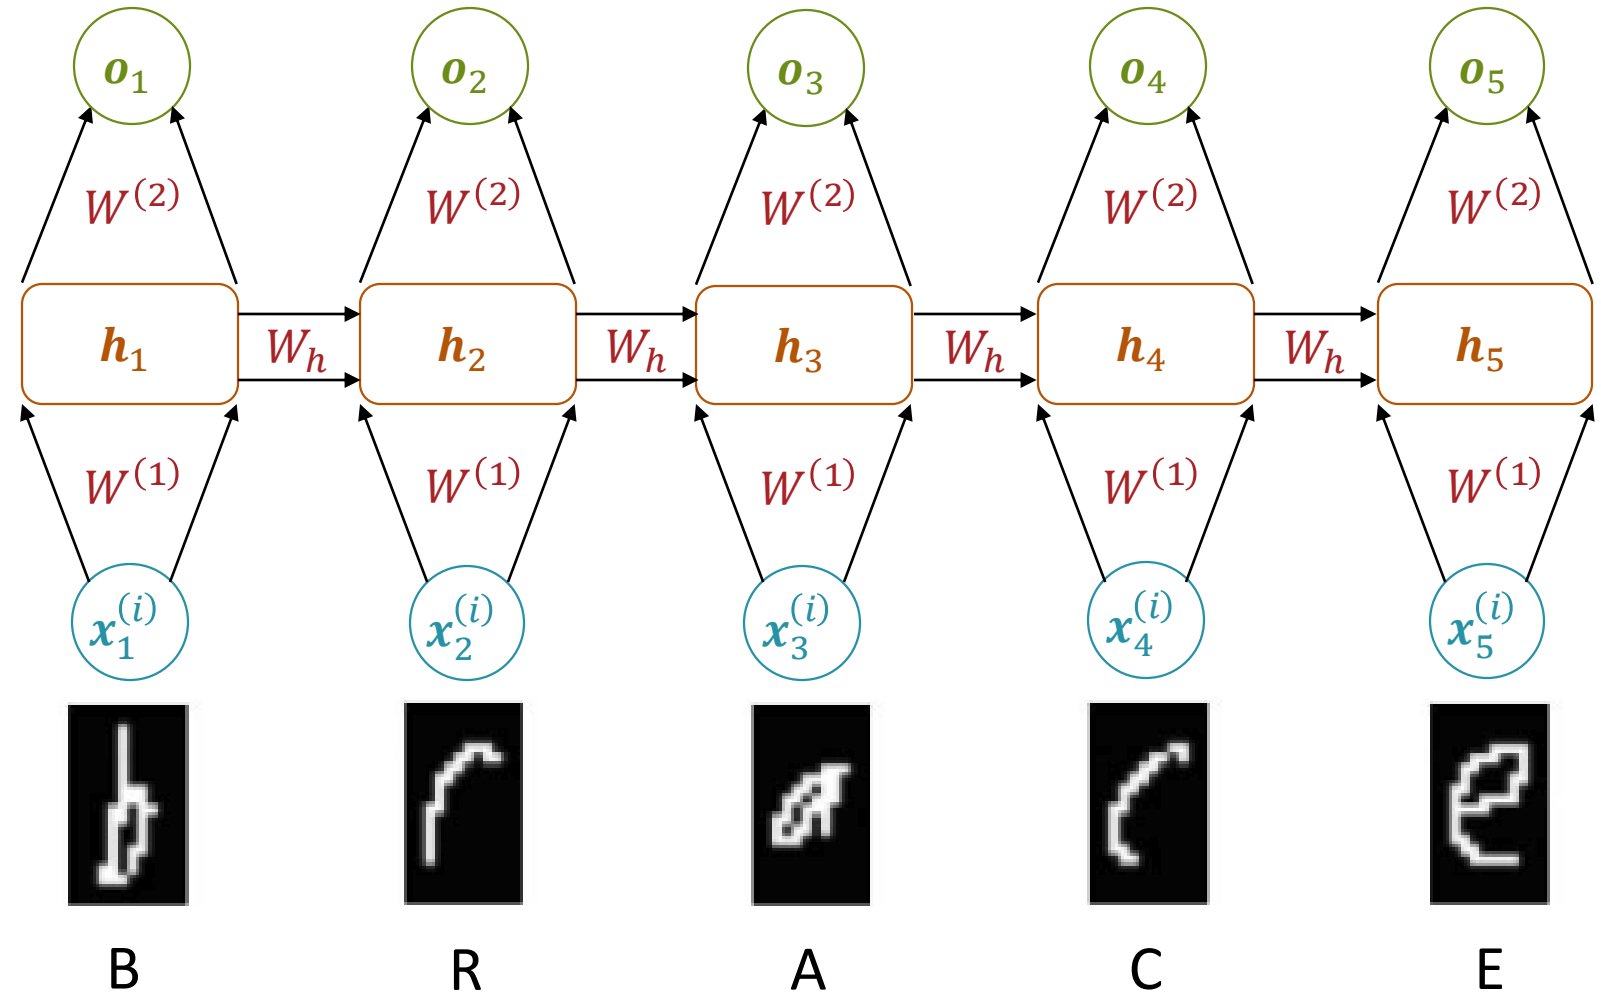 o₁ o₂ o₃ o₄ o₅
W⁽²⁾ W⁽²⁾ W⁽²⁾ W⁽²⁾ W⁽²⁾
h₁ Wₕ h₂ Wₕ h₃ Wₕ h₄ Wₕ h₅
W⁽¹⁾ W⁽¹⁾ W⁽¹⁾ W⁽¹⁾ W⁽¹⁾
x₁⁽ⁱ⁾ x₂⁽ⁱ⁾ x₃⁽ⁱ⁾ x₄⁽ⁱ⁾ x₅⁽ⁱ⁾
b r a c e
B R A C E